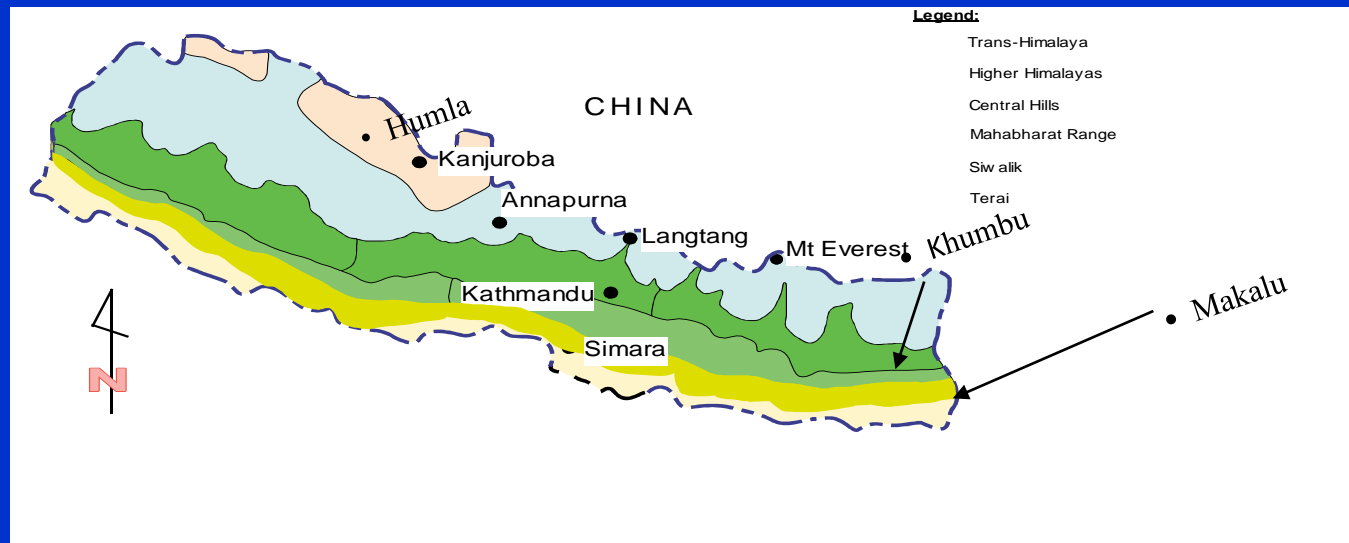 Legend:
Trans-Himalaya
Higher Himalayas
Central Hills
Mahabharat Range
Siw alik
Terai
CHINA
Humla
Kanjuroba
Annapurna
Langtang
Mt Everest
Khumbu
Makalu
Kathmandu
Simara
N